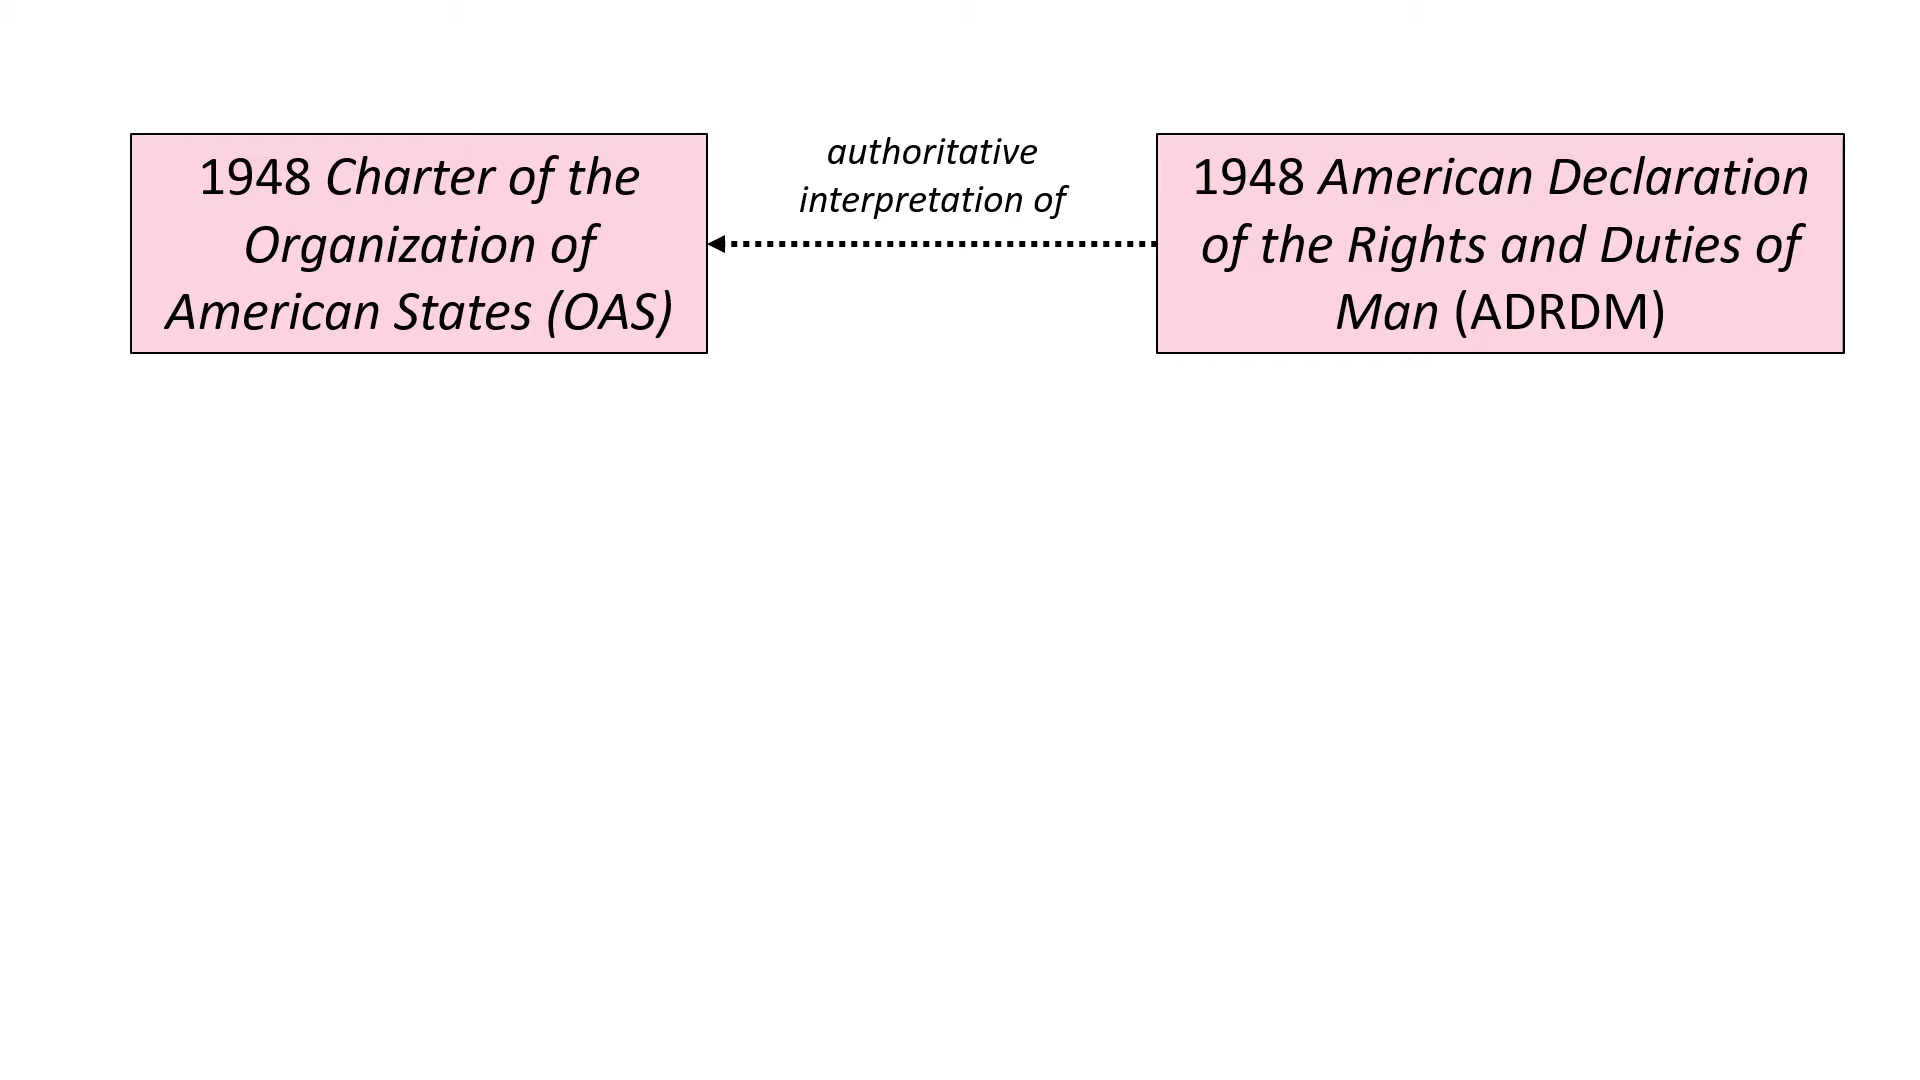 1948 Charter of the
Organization of
American States (OAS)
authoritative
interpretation of
1948 American Declaration
of the Rights and Duties of
Man (ADRDM)